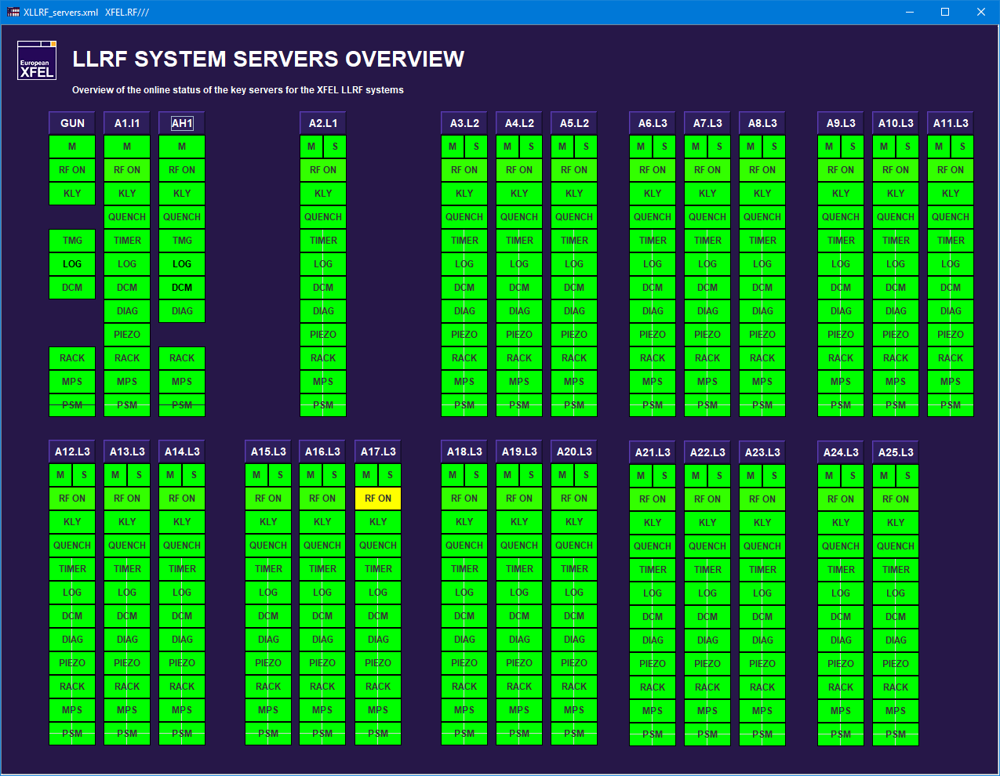 XLLRF_servers.xml XFEL.RF///
European
XFEL
LLRF SYSTEM SERVERS OVERVIEW
Overview of the online status of the key servers for the XFEL LLRF systems
GUN A1.I1 AH1 A2.L1 A3.L2 A4.L2 A5.L2 A6.L3 A7.L3 A8.L3 A9.L3 A10.L3 A11.L3
M M M M S M S M S M S M S M S M S M S M S M S
RF ON RF ON RF ON RF ON RF ON RF ON RF ON RF ON RF ON RF ON RF ON RF ON RF ON
KLY KLY KLY KLY KLY KLY KLY KLY KLY KLY KLY KLY KLY
QUENCH QUENCH QUENCH QUENCH QUENCH QUENCH QUENCH QUENCH QUENCH QUENCH QUENCH QUENCH
TMG TIMER TMG TIMER TIMER TIMER TIMER TIMER TIMER TIMER TIMER TIMER TIMER
LOG LOG LOG LOG LOG LOG LOG LOG LOG LOG LOG LOG LOG
DCM DCM DCM DCM DCM DCM DCM DCM DCM DCM DCM DCM DCM
DIAG DIAG DIAG DIAG DIAG DIAG DIAG DIAG DIAG DIAG DIAG DIAG
PIEZO PIEZO PIEZO PIEZO PIEZO PIEZO PIEZO PIEZO PIEZO PIEZO PIEZO
RACK RACK RACK RACK RACK RACK RACK RACK RACK RACK RACK RACK RACK
MPS MPS MPS MPS MPS MPS MPS MPS MPS MPS MPS MPS MPS
PSM PSM PSM PSM PSM PSM PSM PSM PSM PSM PSM PSM PSM
A12.L3 A13.L3 A14.L3 A15.L3 A16.L3 A17.L3 A18.L3 A19.L3 A20.L3 A21.L3 A22.L3 A23.L3 A24.L3 A25.L3
M S M S M S M S M S M S M S M S M S M S M S M S M S M S
RF ON RF ON RF ON RF ON RF ON RF ON RF ON RF ON RF ON RF ON RF ON RF ON RF ON RF ON
KLY KLY KLY KLY KLY KLY KLY KLY KLY KLY KLY KLY KLY KLY
QUENCH QUENCH QUENCH QUENCH QUENCH QUENCH QUENCH QUENCH QUENCH QUENCH QUENCH QUENCH QUENCH QUENCH
TIMER TIMER TIMER TIMER TIMER TIMER TIMER TIMER TIMER TIMER TIMER TIMER TIMER TIMER
LOG LOG LOG LOG LOG LOG LOG LOG LOG LOG LOG LOG LOG LOG
DCM DCM DCM DCM DCM DCM DCM DCM DCM DCM DCM DCM DCM DCM
DIAG DIAG DIAG DIAG DIAG DIAG DIAG DIAG DIAG DIAG DIAG DIAG DIAG DIAG
PIEZO PIEZO PIEZO PIEZO PIEZO PIEZO PIEZO PIEZO PIEZO PIEZO PIEZO PIEZO PIEZO PIEZO
RACK RACK RACK RACK RACK RACK RACK RACK RACK RACK RACK RACK RACK RACK
MPS MPS MPS MPS MPS MPS MPS MPS MPS MPS MPS MPS MPS MPS
PSM PSM PSM PSM PSM PSM PSM PSM PSM PSM PSM PSM PSM PSM